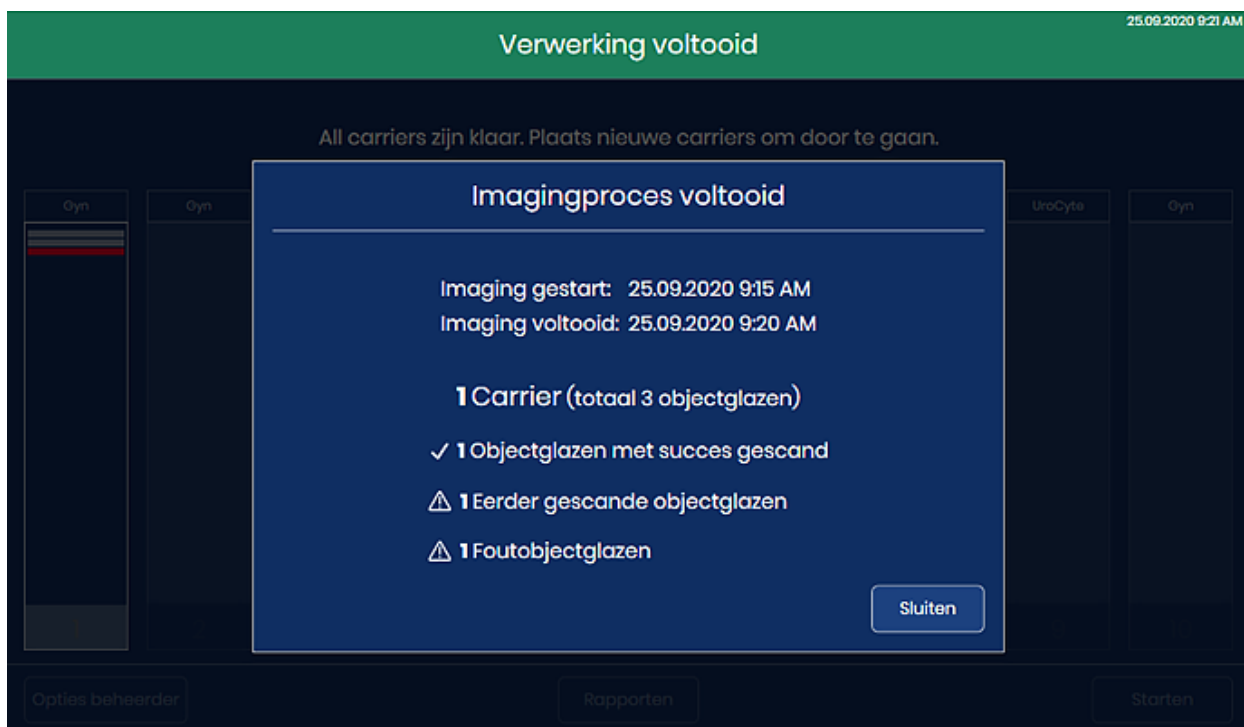 25.09.2020 9:21 AM
Verwerking voltooid
All carriers zijn klaar. Plaats nieuwe carriers om door te gaan.
Gyn
Gyn
UroCyte
Gyn
Imagingproces voltooid
Imaging gestart: 25.09.2020 9:15 AM
Imaging voltooid: 25.09.2020 9:20 AM
1 Carrier (totaal 3 objectglazen)
1 Objectglazen met succes gescand
1 Eerder gescande objectglazen
1 Foutobjectglazen
Sluiten
1
2
9
10
Opties beheerder
Rapporten
Starten